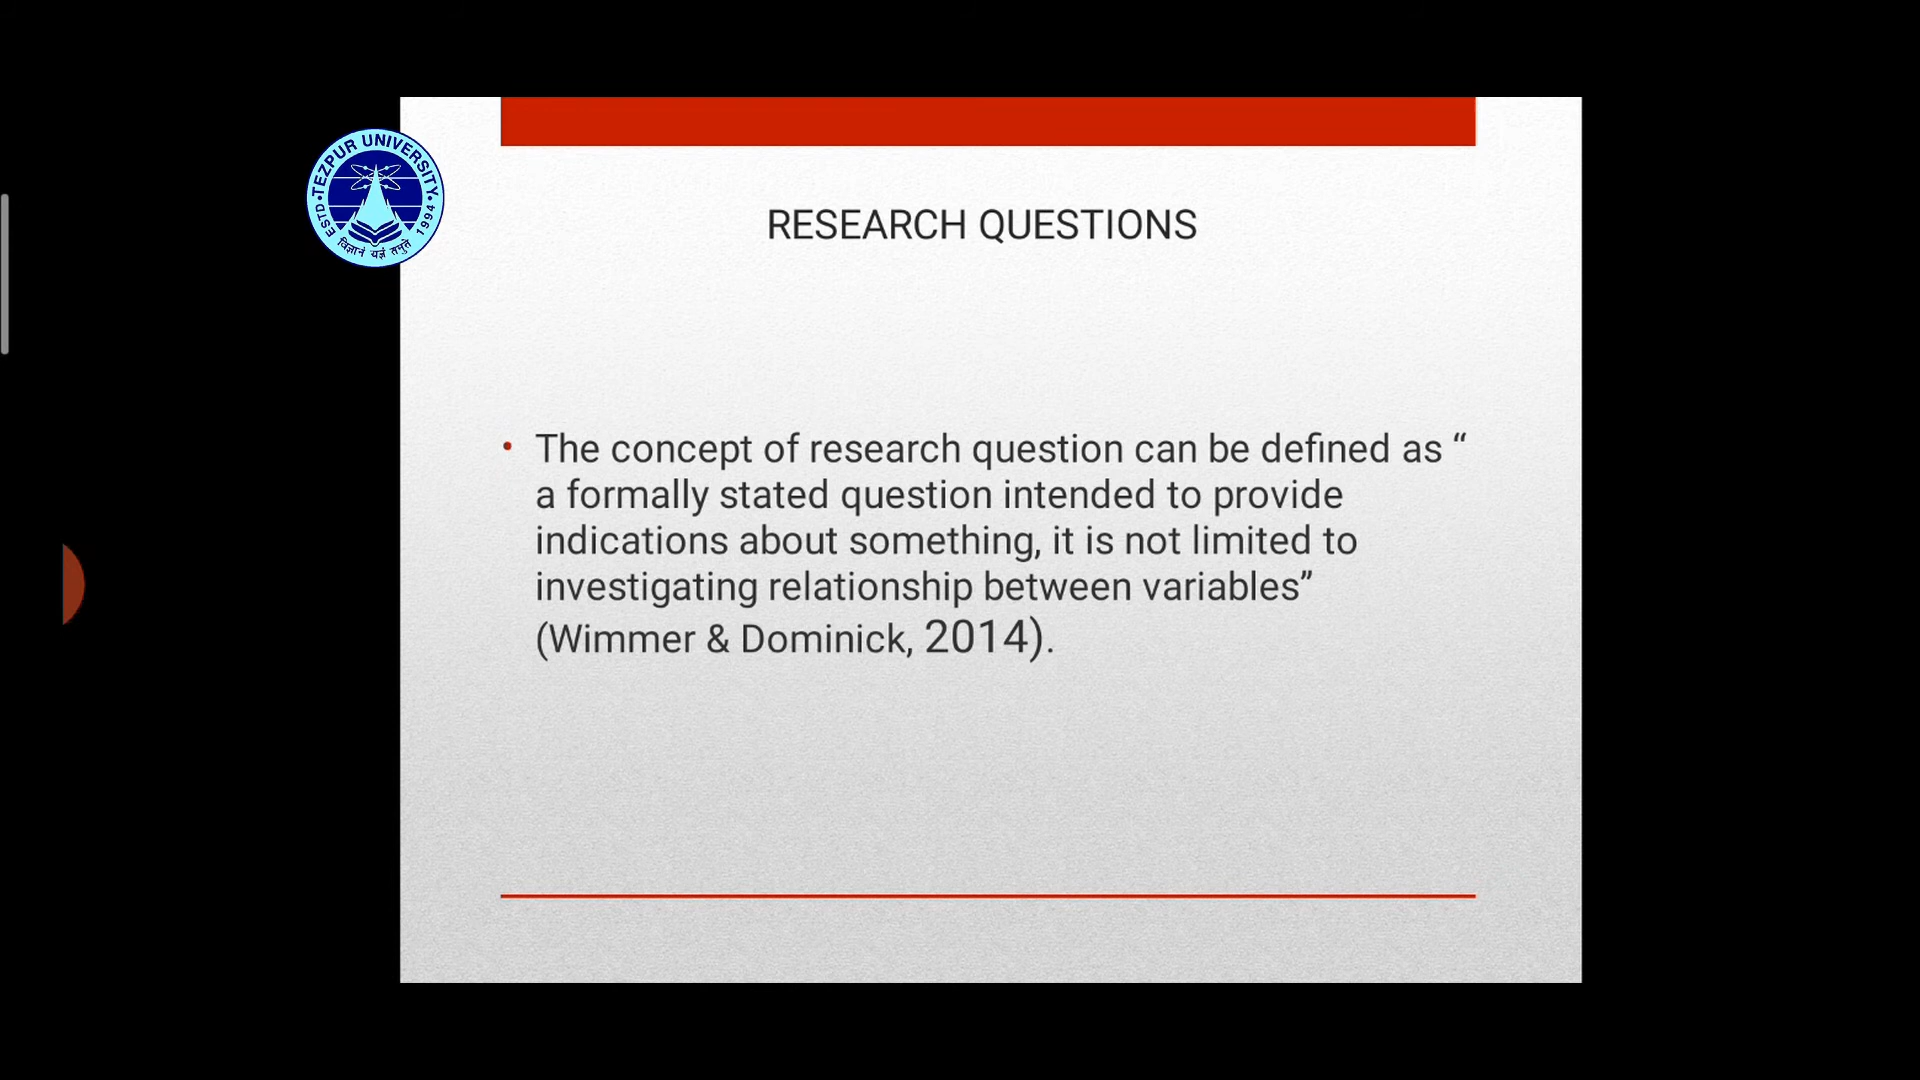 TEZPUR UNIVERSITY
ESTD 1994
विज्ञानं यज्ञं तनुते
RESEARCH QUESTIONS
• The concept of research question can be defined as “
a formally stated question intended to provide
indications about something, it is not limited to
investigating relationship between variables”
(Wimmer & Dominick, 2014).